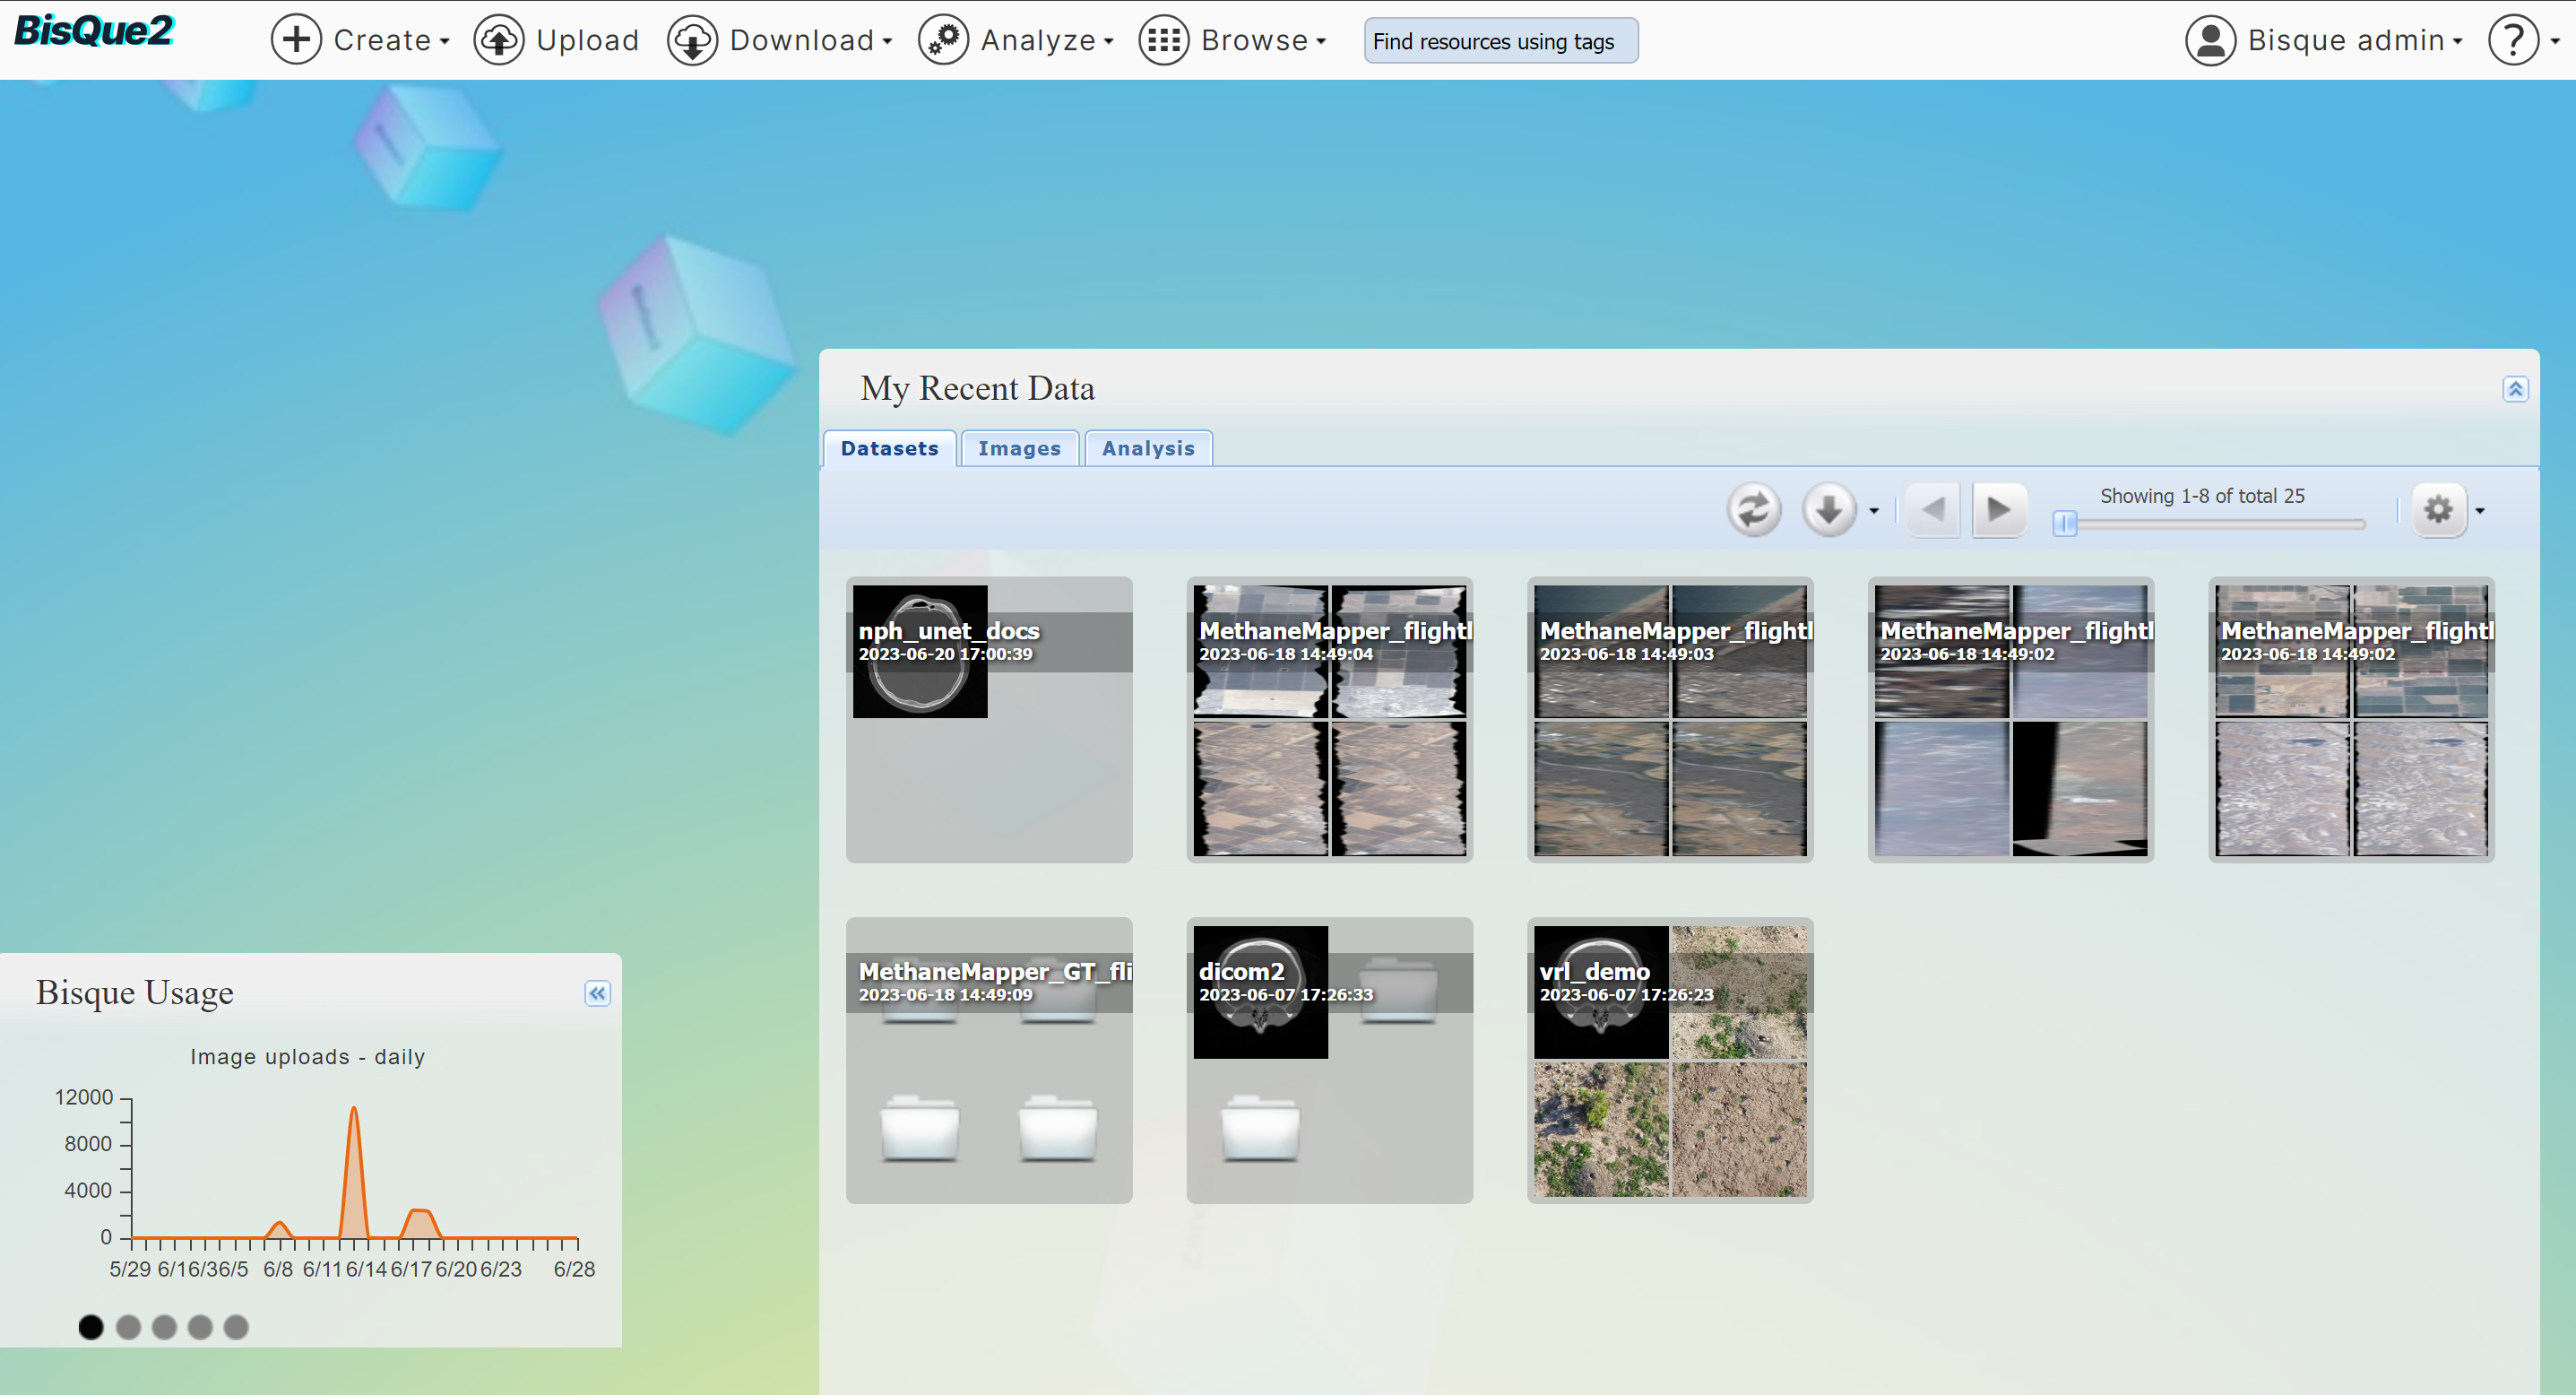 BisQue2
Create
Upload
Download
Analyze
Browse
Find resources using tags
Bisque admin
?
My Recent Data
Datasets
Images
Analysis
Showing 1-8 of total 25
nph_unet_docs
2023-06-20 17:00:39
MethaneMapper_flightl
2023-06-18 14:49:04
MethaneMapper_flightl
2023-06-18 14:49:03
MethaneMapper_flightl
2023-06-18 14:49:02
MethaneMapper_flightl
2023-06-18 14:49:02
MethaneMapper_GT_fli
2023-06-18 14:49:09
dicom2
2023-06-07 17:26:33
vrl_demo
2023-06-07 17:26:23
Bisque Usage
Image uploads - daily
12000
8000
4000
0
5/29 6/1 6/3 6/5 6/8 6/11 6/14 6/17 6/20 6/23 6/28